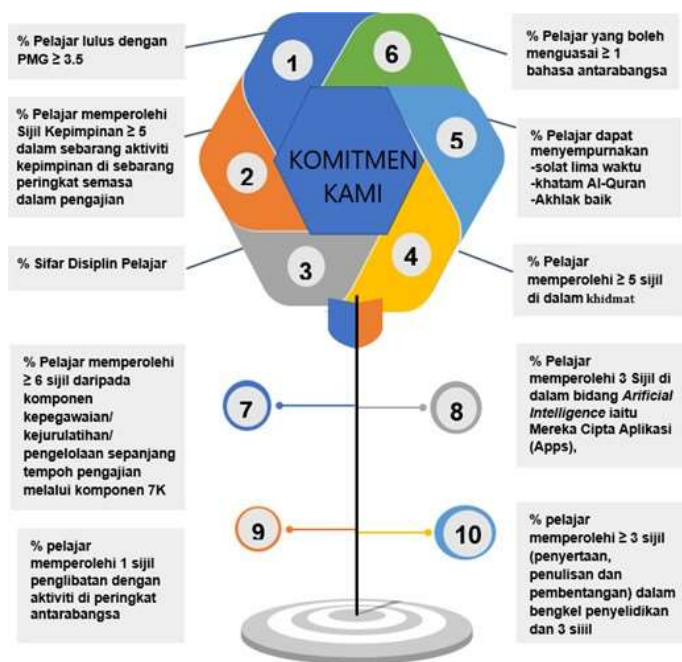 % Pelajar lulus dengan
PMG ≥ 3.5
1
6
% Pelajar yang boleh
menguasai ≥ 1
bahasa antarabangsa
% Pelajar memperolehi
Sijil Kepimpinan ≥ 5
dalam sebarang aktiviti
kepimpinan di sebarang
peringkat semasa
dalam pengajian
2
KOMITMEN
KAMI
5
% Pelajar dapat
menyempurnakan
-solat lima waktu
-khatam Al-Quran
-Akhlak baik
% Sifar Disiplin Pelajar
3
4
% Pelajar
memperolehi ≥ 5 sijil
di dalam khidmat
% Pelajar memperolehi
≥ 6 sijil daripada
komponen
kepegawaian/
kejurulatihan/
pengelolaan sepanjang
tempoh pengajian
melalui komponen 7K
7
8
% Pelajar
memperolehi 3 Sijil di
dalam bidang Arificial
Intelligence iaitu
Mereka Cipta Aplikasi
(Apps),
% pelajar
memperolehi 1 sijil
penglibatan dengan
aktiviti di peringkat
antarabangsa
9
10
% pelajar
memperolehi ≥ 3 sijil
(penyertaan,
penulisan dan
pembentangan) dalam
bengkel penyelidikan
dan 3 siiil